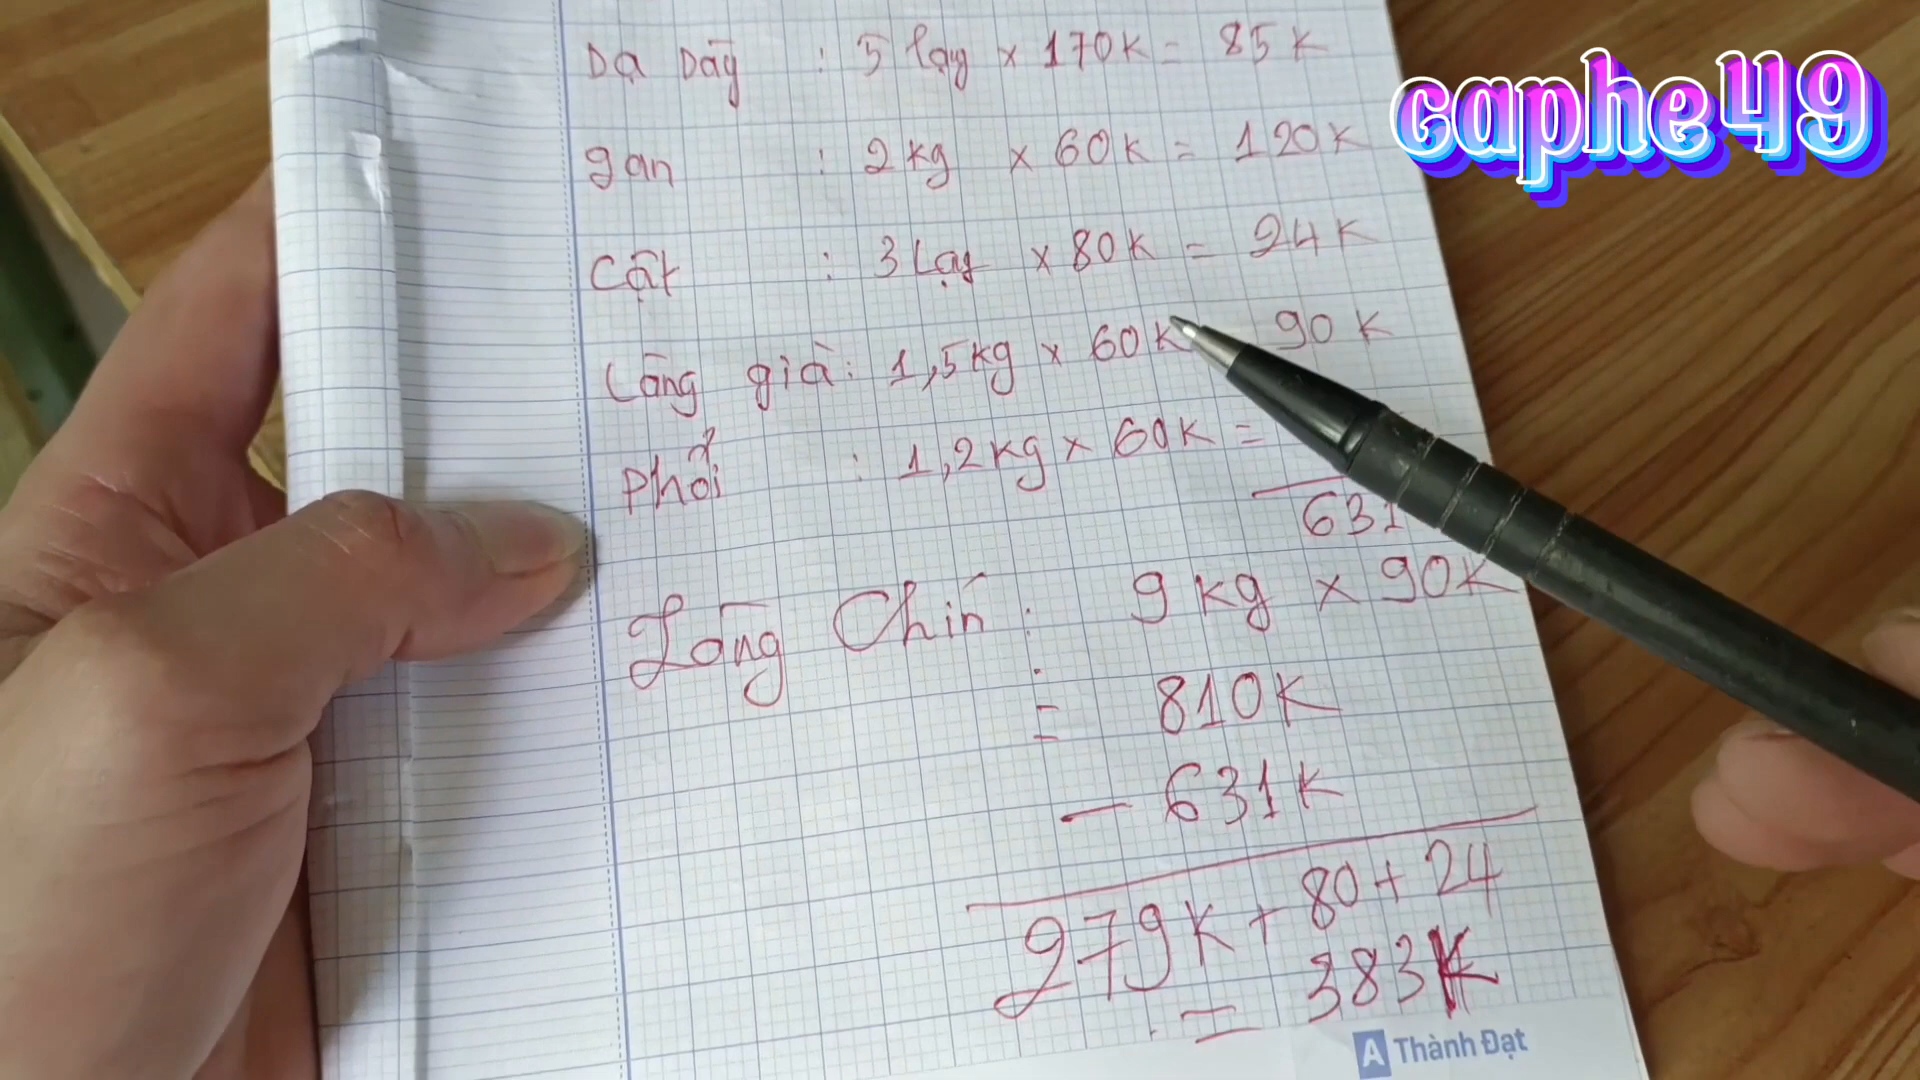 Dạ Dày : 5 lạng x 170K = 85K
caphe49
gan : 2kg x 60K = 120K
Cật : 3 Lạng x 80K = 24K
Lòng già : 1,5kg x 60K 90K
Phổi : 1,2kg x 60K =
631
Lòng Chín : 9kg x 90K
= 810K
- 631K
279K + 80 + 24
= 383K
A Thành Đạt